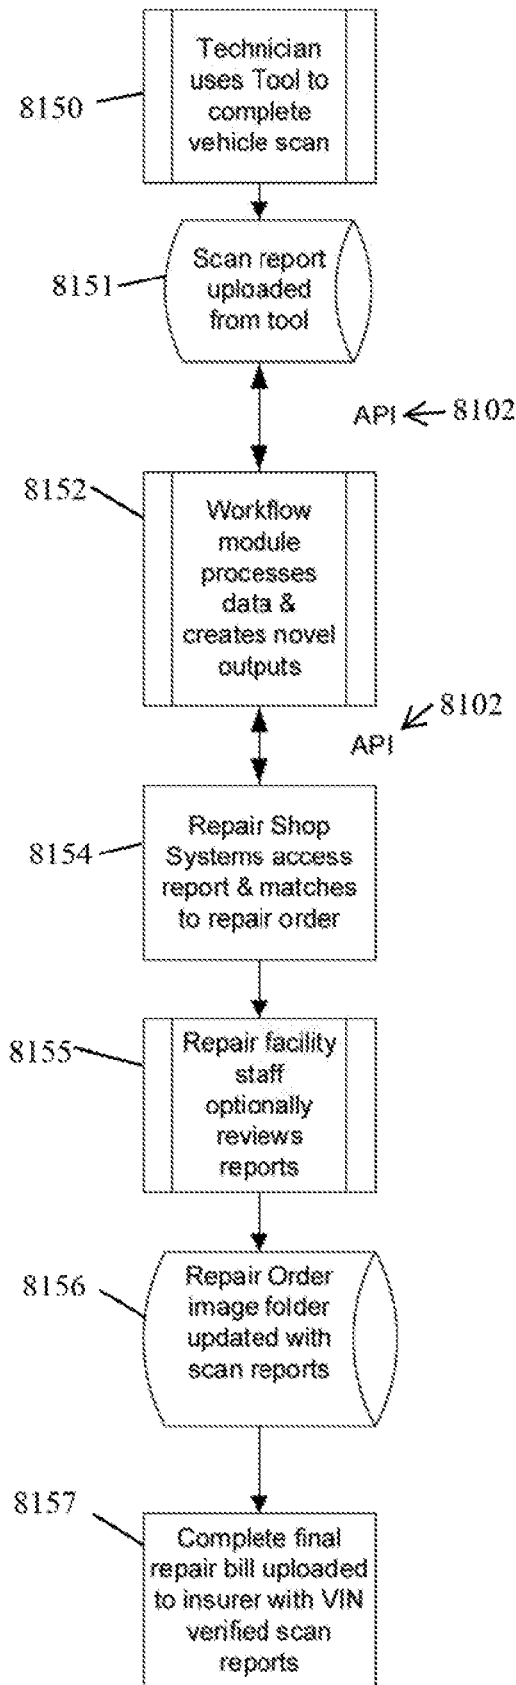 Technician
uses Tool to
complete
vehicle scan
8150
Scan report
uploaded
from tool
8151
API
8102
8152
Workflow
module
processes
data &
creates novel
outputs
8102
API
Repair Shop
Systems access
report & matches
to repair order
8154
Repair facility
staff
optionally
reviews
reports
8155
Repair Order
image folder
updated with
scan reports
8156
8157
Complete final
repair bill uploaded
to insurer with VIN
verified scan
reports